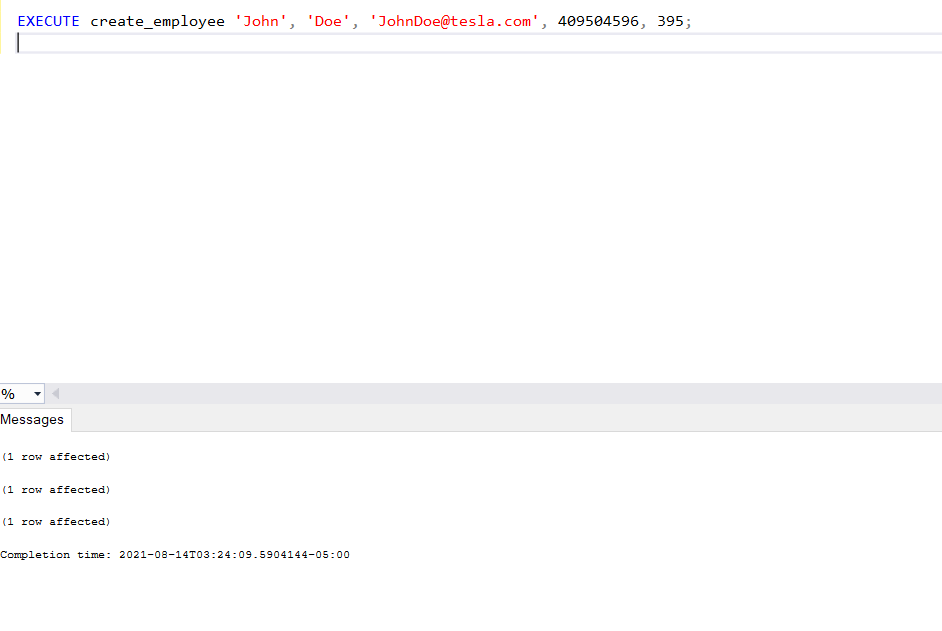 EXECUTE create_employee 'John', 'Doe', 'JohnDoe@tesla.com', 409504596, 395;
%
Messages
(1 row affected)
(1 row affected)
(1 row affected)
Completion time: 2021-08-14T03:24:09.5904144-05:00